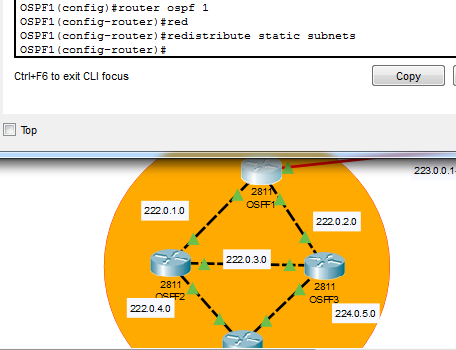 OSPF1(config)#router ospf 1
OSPF1(config-router)#red
OSPF1(config-router)#redistribute static subnets
OSPF1(config-router)#
Ctrl+F6 to exit CLI focus
Copy
Top
223.0.0.1
2811
OSPF1
222.0.1.0
222.0.2.0
222.0.3.0
2811
OSPF2
2811
OSPF3
222.0.4.0
224.0.5.0